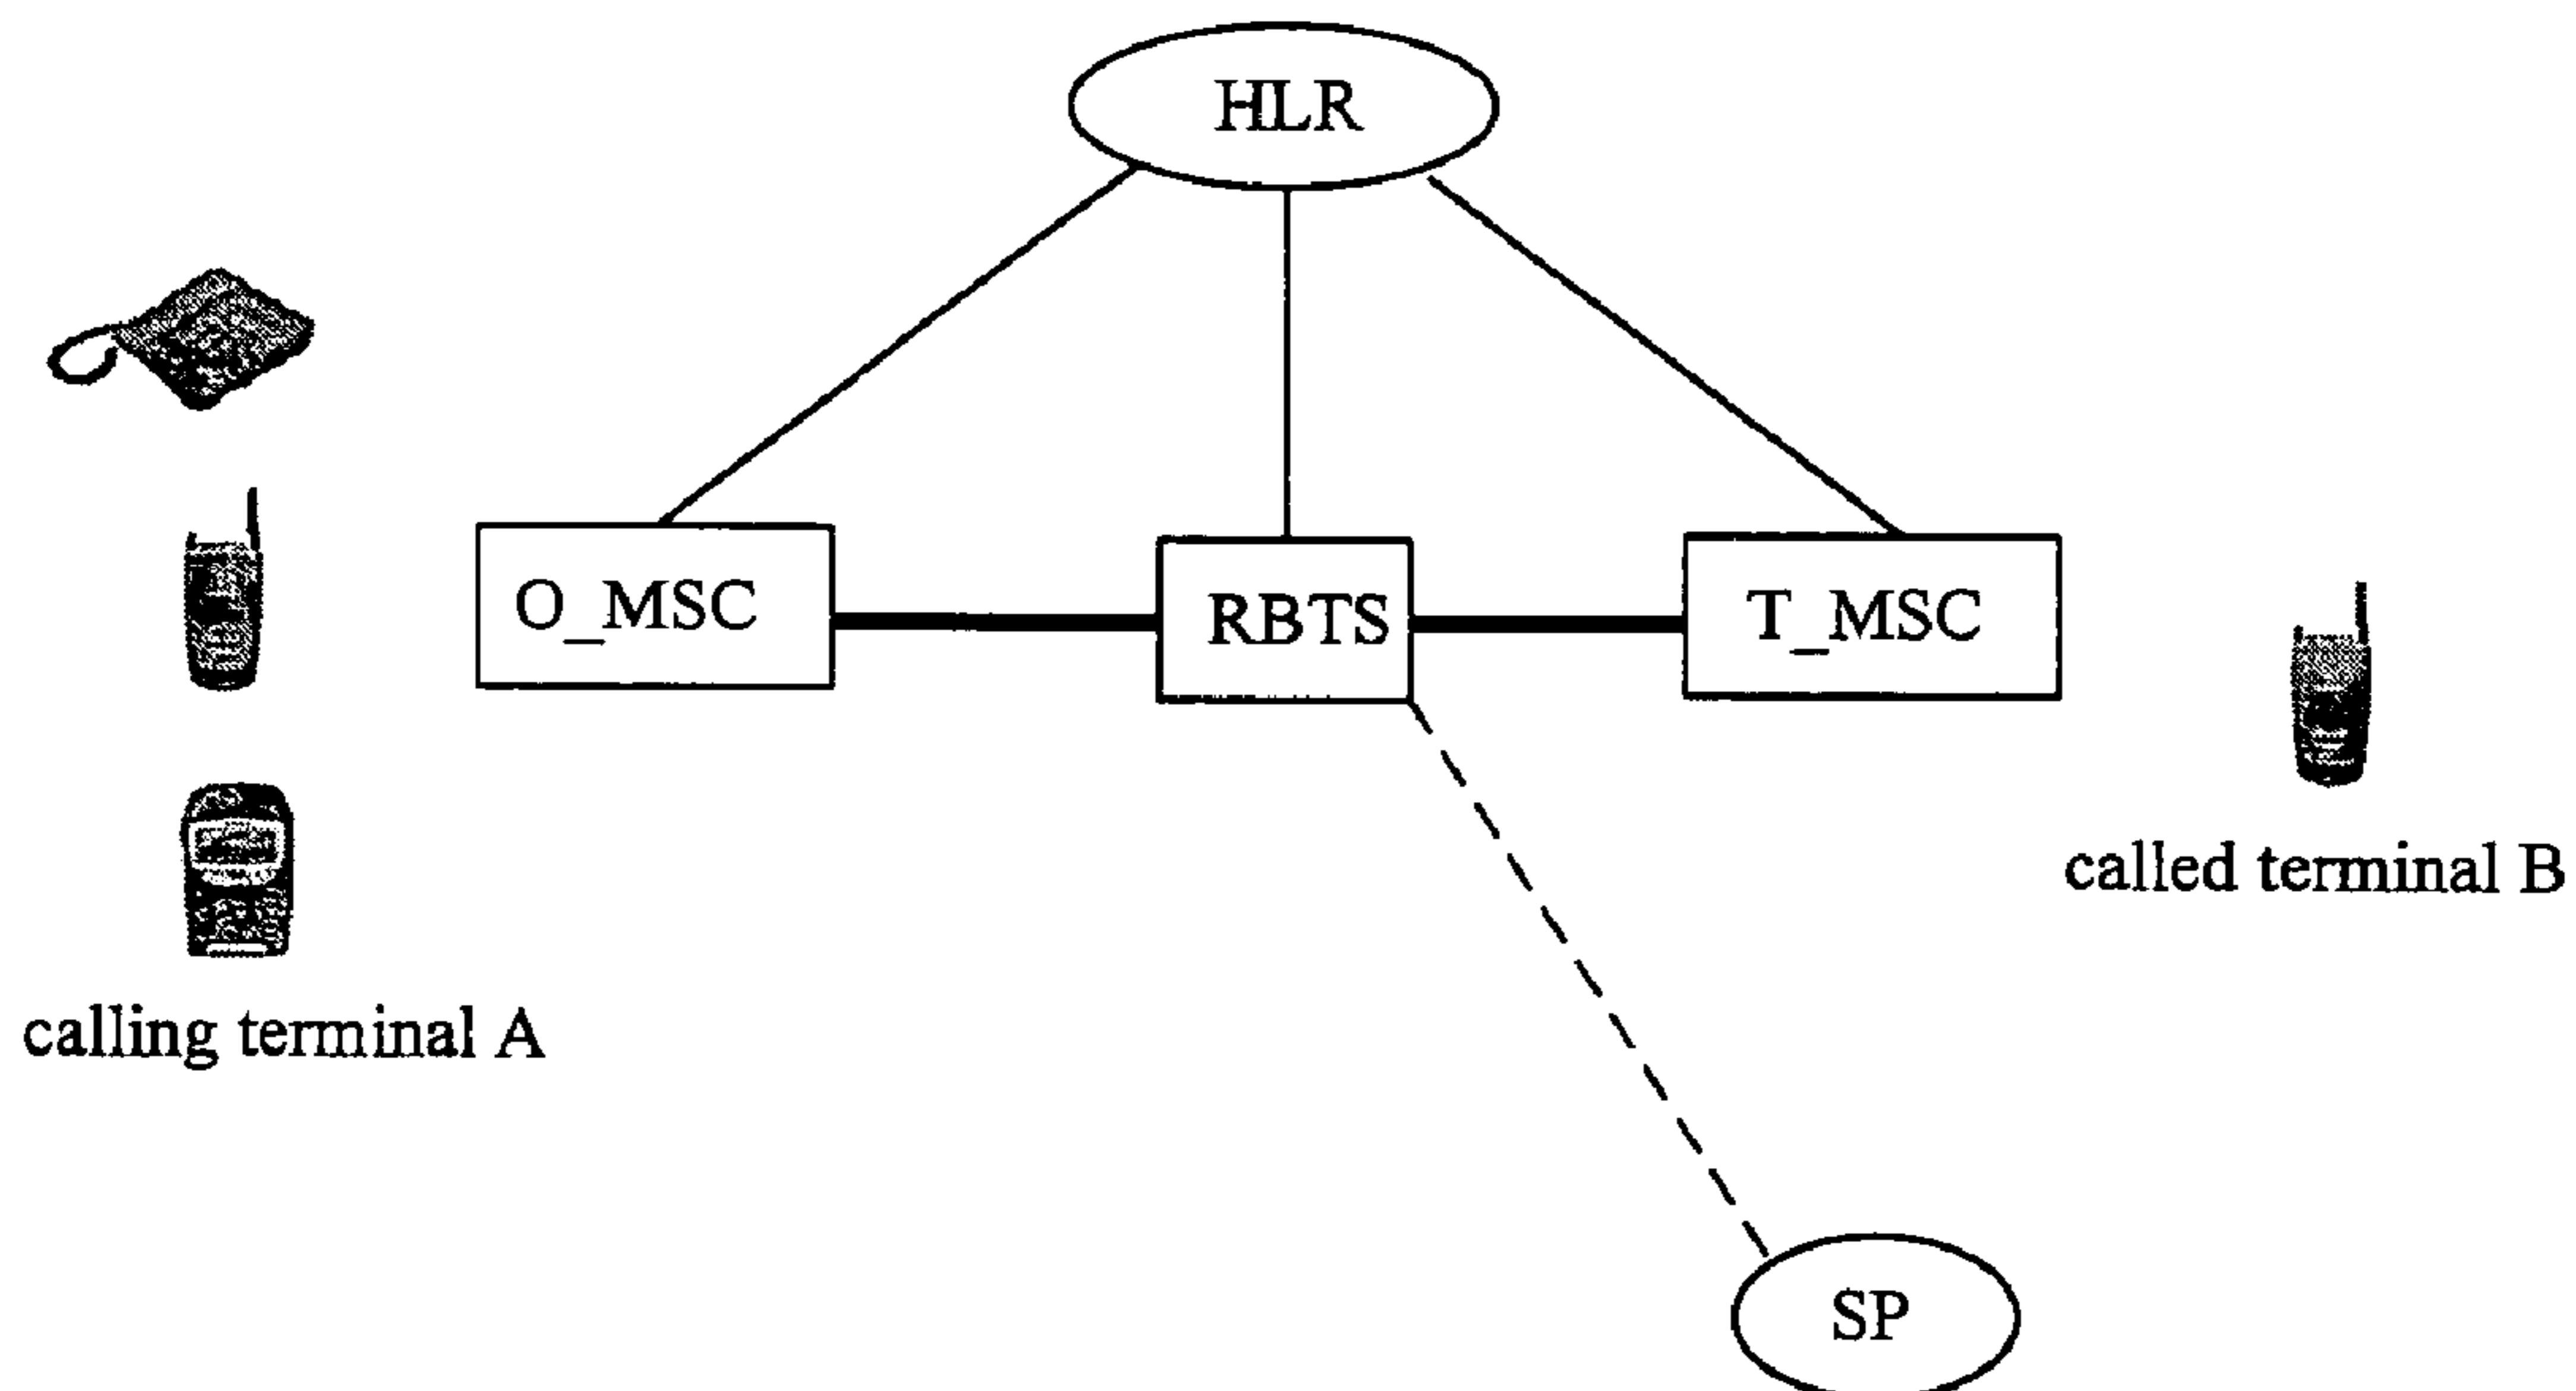 HLR
O_MSC
RBTS
T_MSC
called terminal B
calling terminal A
SP